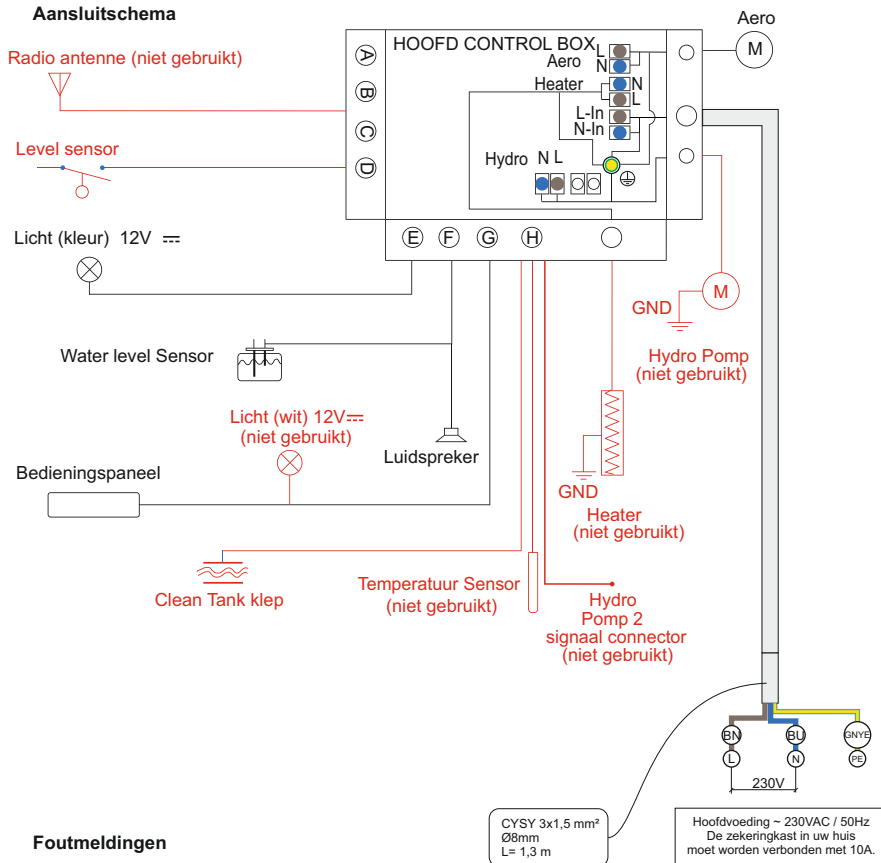 Aansluitschema
Aero
Radio antenne (niet gebruikt)
HOOFD CONTROL BOX
M
A
B
C
D
L
Aero
N
Heater
N
L
L-In
N-In
Hydro N L
Level sensor
Licht (kleur) 12V
E F G H
M
GND
Hydro Pomp
(niet gebruikt)
Water level Sensor
Licht (wit) 12V
(niet gebruikt)
Luidspreker
Bedieningspaneel
GND
Heater
(niet gebruikt)
Clean Tank klep
Temperatuur Sensor
(niet gebruikt)
Hydro
Pomp 2
signaal connector
(niet gebruikt)
BN BU GNYE
L N PE
230V
CYSY 3x1,5 mm²
Ø8mm
L= 1,3 m
Hoofdvoeding ~ 230VAC / 50Hz
De zekeringkast in uw huis
moet worden verbonden met 10A.
Foutmeldingen